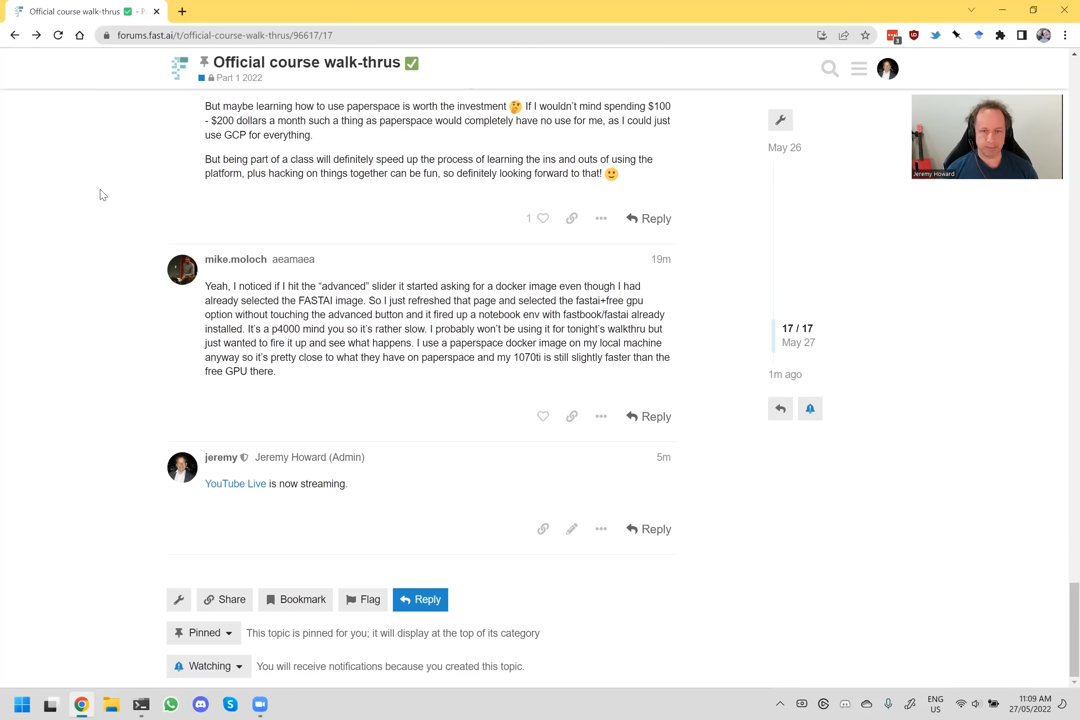 Official course walk-thrus ✅ - P
forums.fast.ai/t/official-course-walk-thrus/96617/17
3
Official course walk-thrus ✅
Part 1 2022
But maybe learning how to use paperspace is worth the investment 🤔 If I wouldn't mind spending $100
- $200 dollars a month such a thing as paperspace would completely have no use for me, as I could just
use GCP for everything.
But being part of a class will definitely speed up the process of learning the ins and outs of using the
platform, plus hacking on things together can be fun, so definitely looking forward to that! 🙂
1
Reply
mike.moloch aeamaea
19m
Yeah, I noticed if I hit the “advanced” slider it started asking for a docker image even though I had
already selected the FASTAI image. So I just refreshed that page and selected the fastai+free gpu
option without touching the advanced button and it fired up a notebook env with fastbook/fastai already
installed. It's a p4000 mind you so it's rather slow. I probably won't be using it for tonight's walkthru but
just wanted to fire it up and see what happens. I use a paperspace docker image on my local machine
anyway so it's pretty close to what they have on paperspace and my 1070ti is still slightly faster than the
free GPU there.
Reply
jeremy Jeremy Howard (Admin)
5m
YouTube Live is now streaming.
Reply
Share
Bookmark
Flag
Reply
Pinned
This topic is pinned for you; it will display at the top of its category
Watching
You will receive notifications because you created this topic.
May 26
17 / 17
May 27
1m ago
Jeremy Howard
ENG
US
11:09 AM
27/05/2022